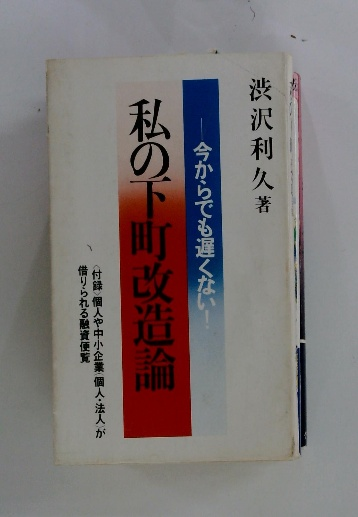 渋沢利久著
―今からでも遅くない!
私の下町改造論
〈付録〉個人や中小企業(個人・法人)が
借りられる融資便覧